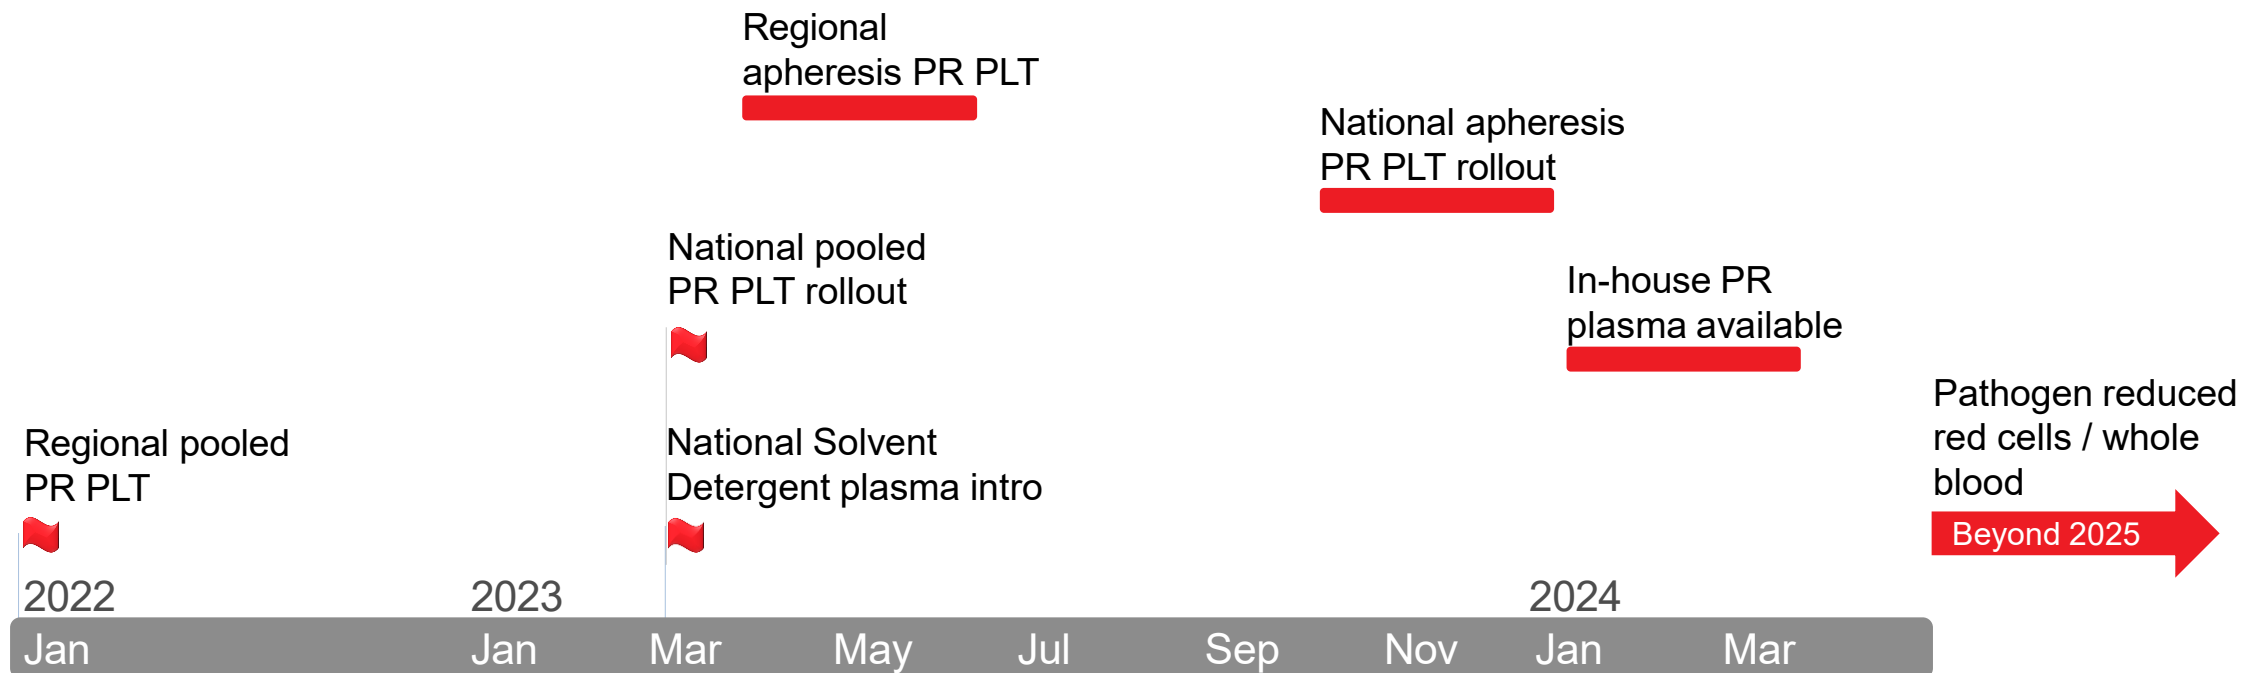 Regional
apheresis PR PLT
National apheresis
PR PLT rollout
National pooled
PR PLT rollout
In-house PR
plasma available
Pathogen reduced
red cells / whole
blood
Beyond 2025
Regional pooled
PR PLT
National Solvent
Detergent plasma intro
2022 2023 2024
Jan Jan Mar May Jul Sep Nov Jan Mar